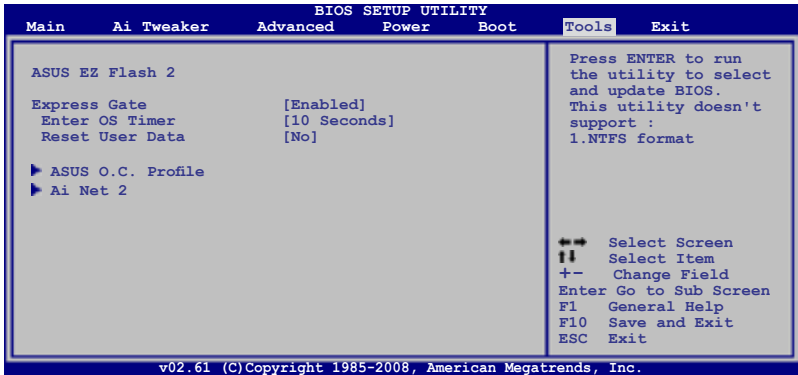 BIOS SETUP UTILITY
Main Ai Tweaker Advanced Power Boot Tools Exit
ASUS EZ Flash 2
Express Gate [Enabled]
Enter OS Timer [10 Seconds]
Reset User Data [No]
ASUS O.C. Profile
Ai Net 2
Press ENTER to run
the utility to select
and update BIOS.
This utility doesn't
support :
1.NTFS format
Select Screen
Select Item
+- Change Field
Enter Go to Sub Screen
F1 General Help
F10 Save and Exit
ESC Exit
v02.61 (C)Copyright 1985-2008, American Megatrends, Inc.